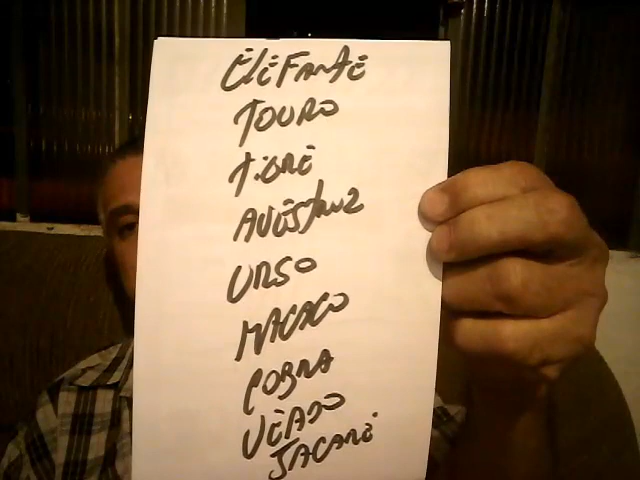 ELEFANTE
TOURO
TIGRE
AVESTRUZ
URSO
MACACO
COBRA
VEADO
JACARÉ